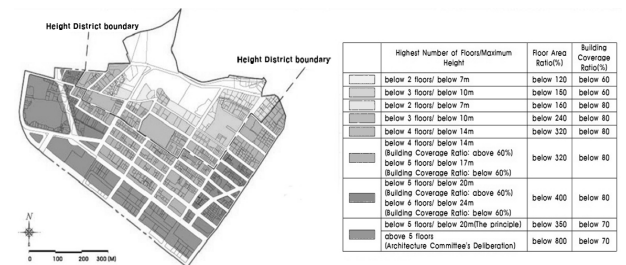 Height District boundary
Height District boundary
N
0 100 200 300(M)
Highest Number of Floors/Maximum Height
Floor Area Ratio(%)
Building Coverage Ratio(%)
below 2 floors/ below 7m below 120 below 60
below 3 floors/ below 10m below 180 below 60
below 2 floors/ below 7m below 160 below 80
below 3 floors/ below 10m below 240 below 80
below 4 floors/ below 14m below 320 below 80
below 4 floors/ below 14m
(Building Coverage Ratio: above 60%)
below 5 floors/ below 17m
(Building Coverage Ratio: below 60%)
below 320 below 80
below 5 floors/ below 20m
(Building Coverage Ratio: above 60%)
below 6 floors/ below 24m
(Building Coverage Ratio: below 60%)
below 400 below 80
below 5 floors/ below 20m(The principle) below 350 below 70
above 5 floors
(Architecture Committee's Deliberation)
below 800 below 70